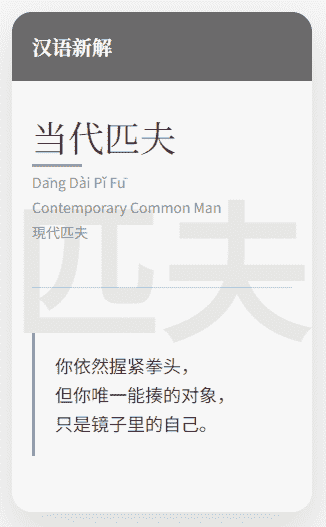 汉语新解
当代匹夫
Dāng Dài Pǐ Fū
Contemporary Common Man
現代匹夫
匹夫
你依然握紧拳头，
但你唯一能揍的对象，
只是镜子里的自己。